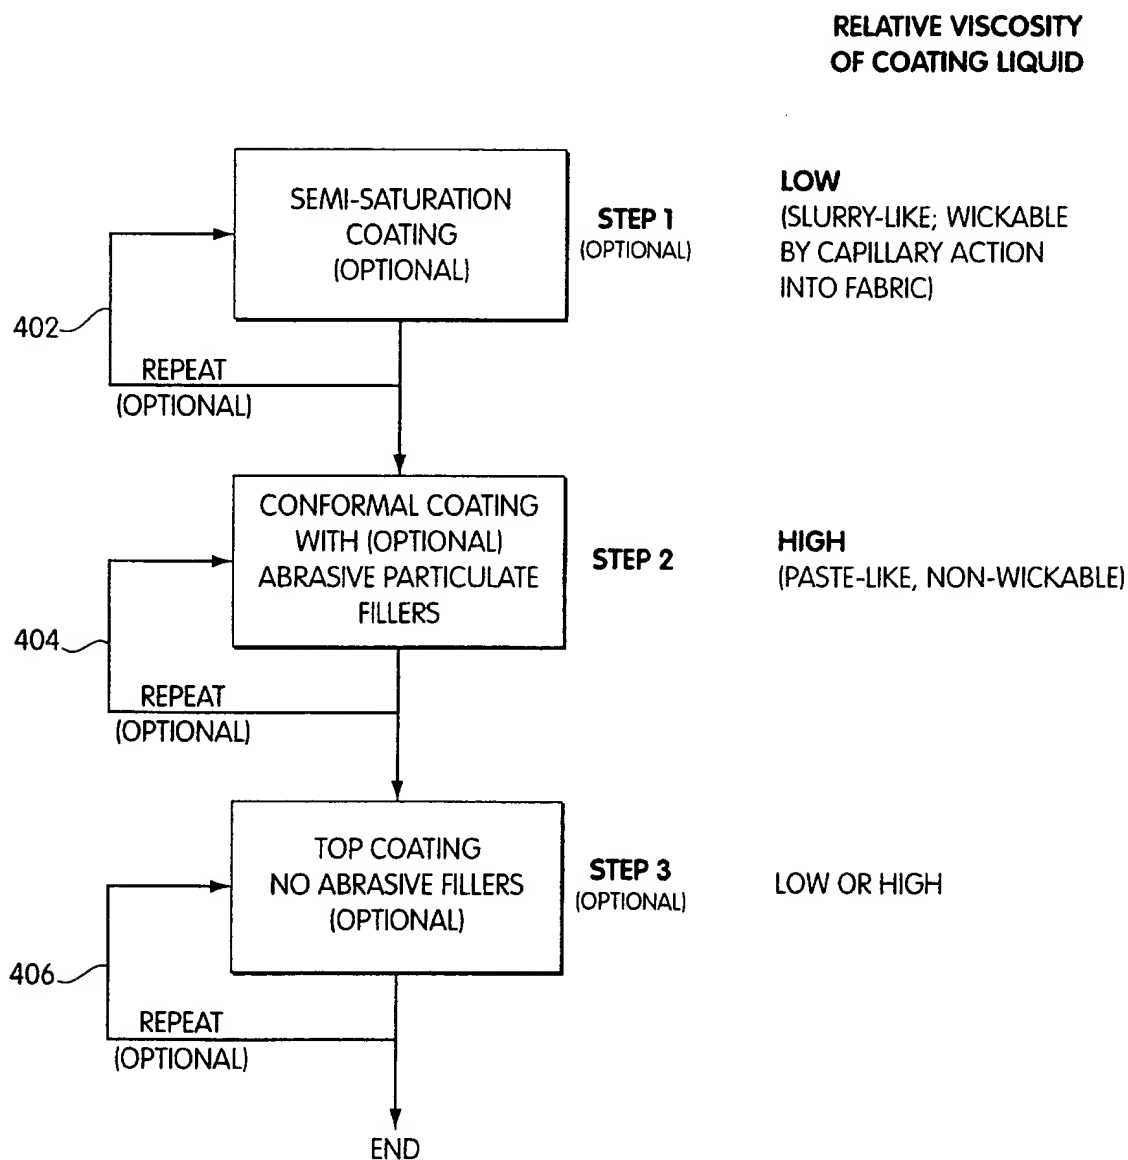 RELATIVE VISCOSITY
OF COATING LIQUID
SEMI-SATURATION
COATING
(OPTIONAL)
STEP 1
(OPTIONAL)
LOW
(SLURRY-LIKE; WICKABLE
BY CAPILLARY ACTION
INTO FABRIC)
402
REPEAT
(OPTIONAL)
CONFORMAL COATING
WITH (OPTIONAL)
ABRASIVE PARTICULATE
FILLERS
STEP 2
HIGH
(PASTE-LIKE, NON-WICKABLE)
404
REPEAT
(OPTIONAL)
TOP COATING
NO ABRASIVE FILLERS
(OPTIONAL)
STEP 3
(OPTIONAL)
LOW OR HIGH
406
REPEAT
(OPTIONAL)
END